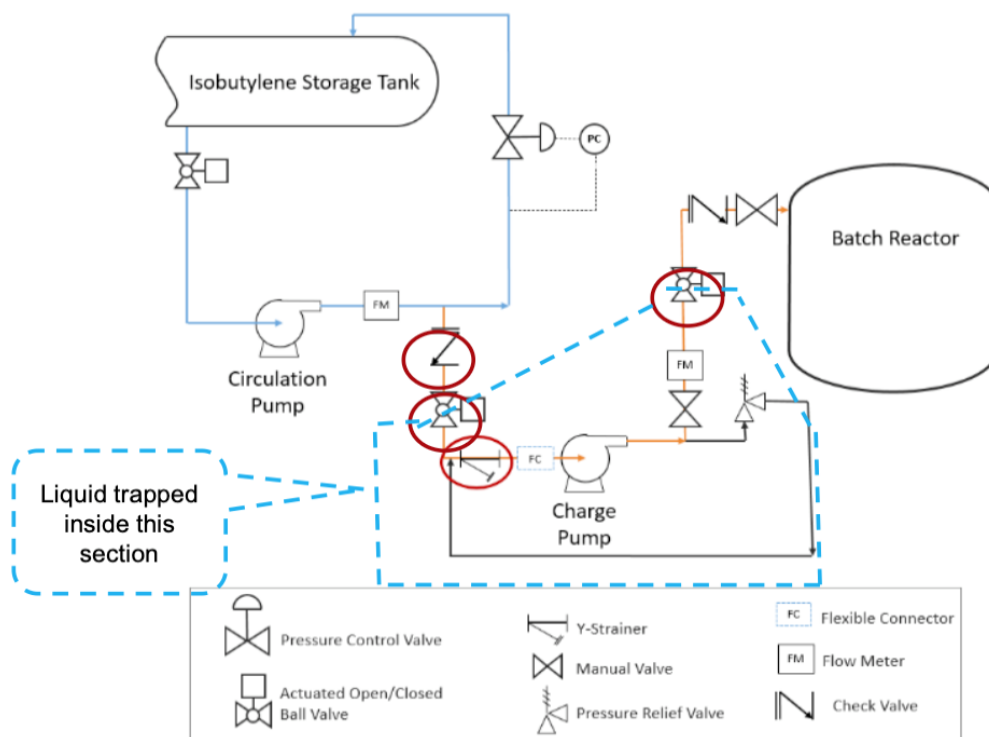 Isobutylene Storage Tank
PC
Batch Reactor
FM
Circulation
Pump
FM
FC
Charge
Pump
Liquid trapped
inside this
section
Pressure Control Valve
Actuated Open/Closed
Ball Valve
Y-Strainer
Manual Valve
Pressure Relief Valve
FC
Flexible Connector
FM
Flow Meter
Check Valve